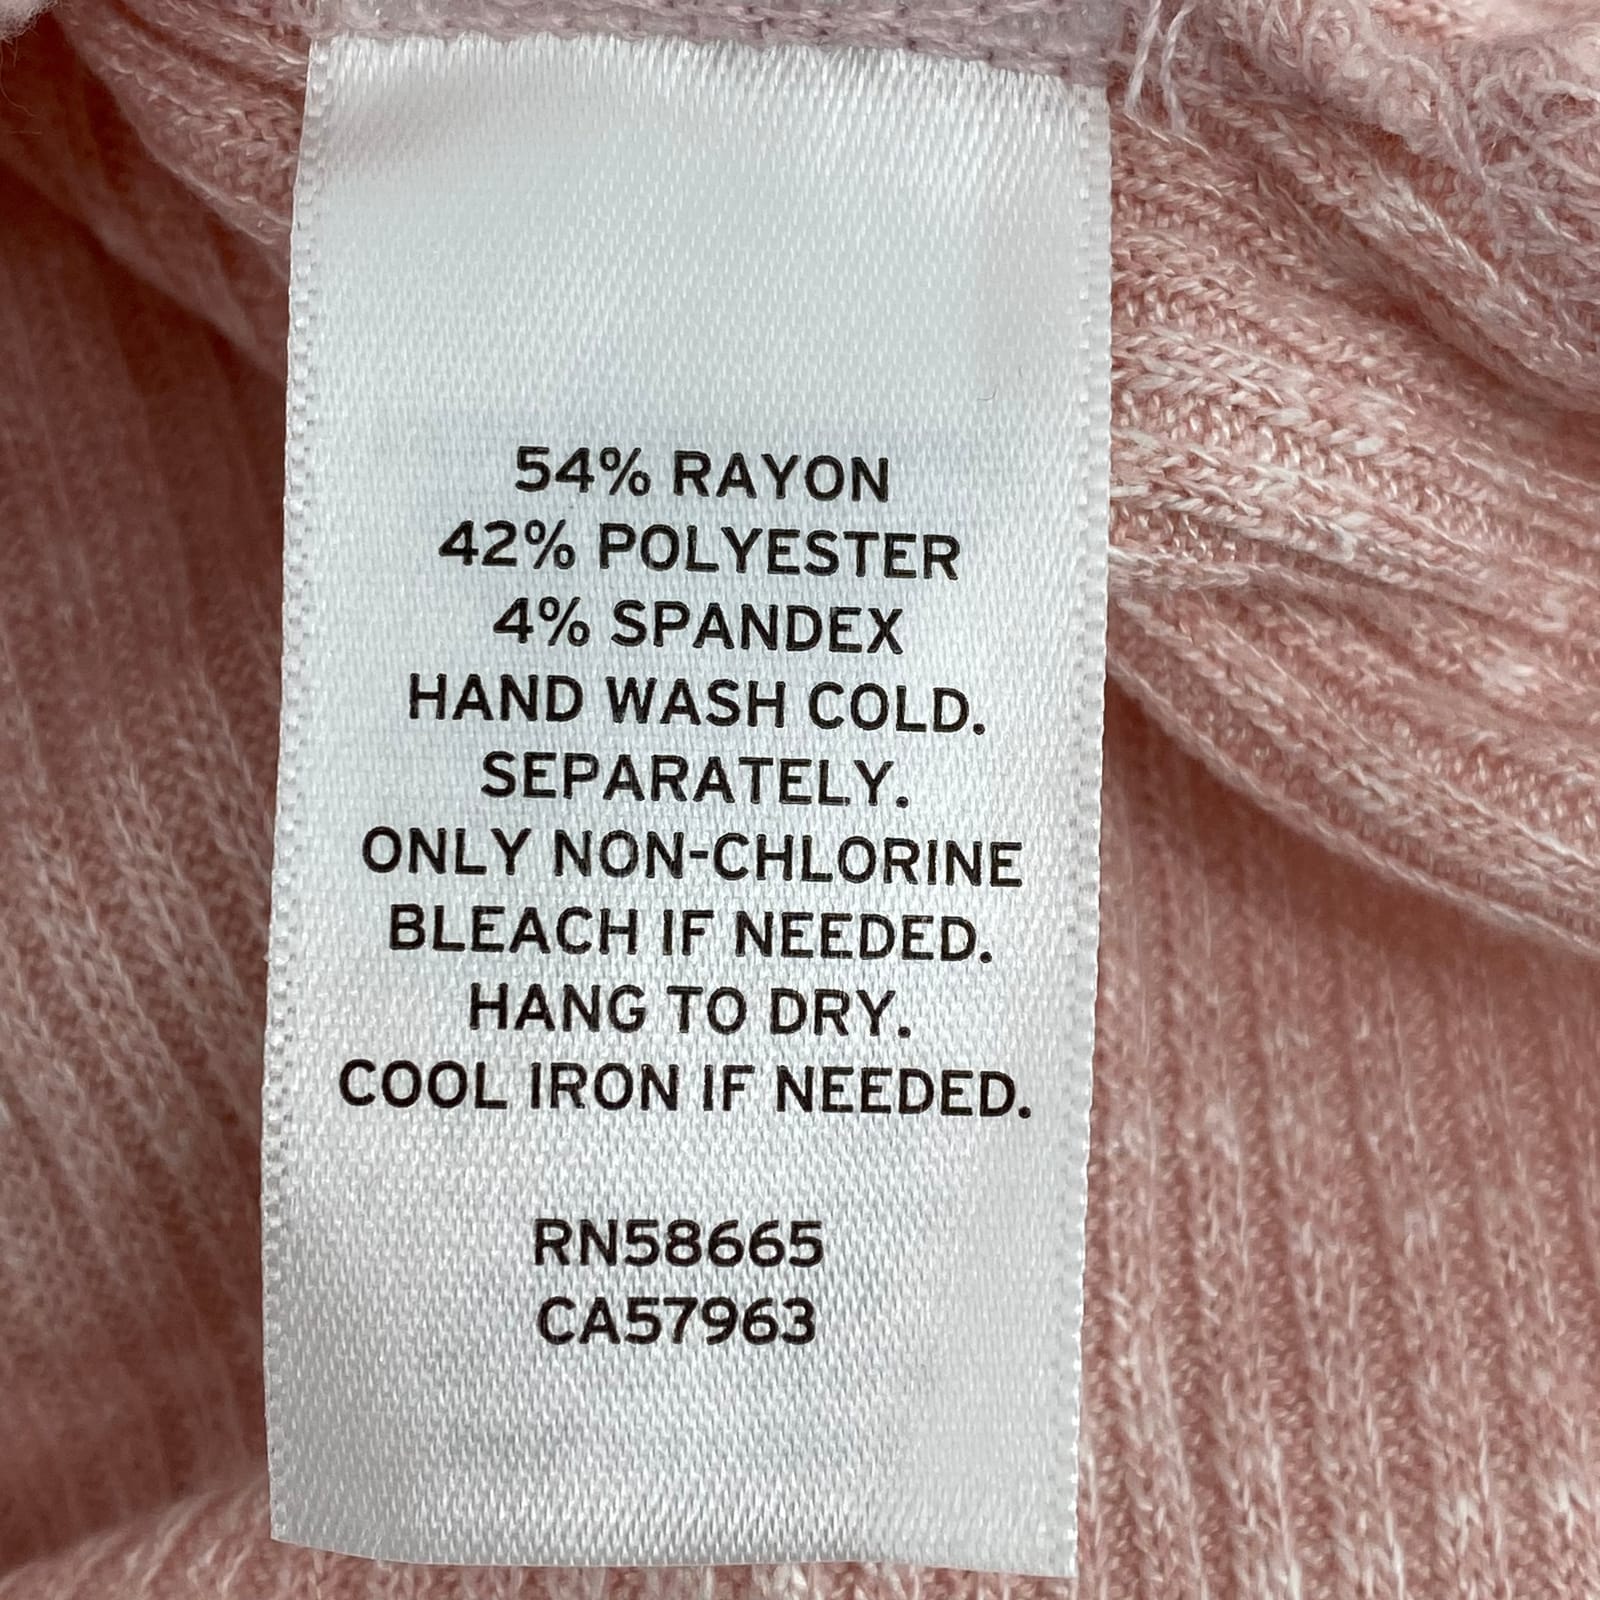 54% RAYON
42% POLYESTER
4% SPANDEX
HAND WASH COLD.
SEPARATELY.
ONLY NON-CHLORINE
BLEACH IF NEEDED.
HANG TO DRY.
COOL IRON IF NEEDED.
RN58665
CA57963